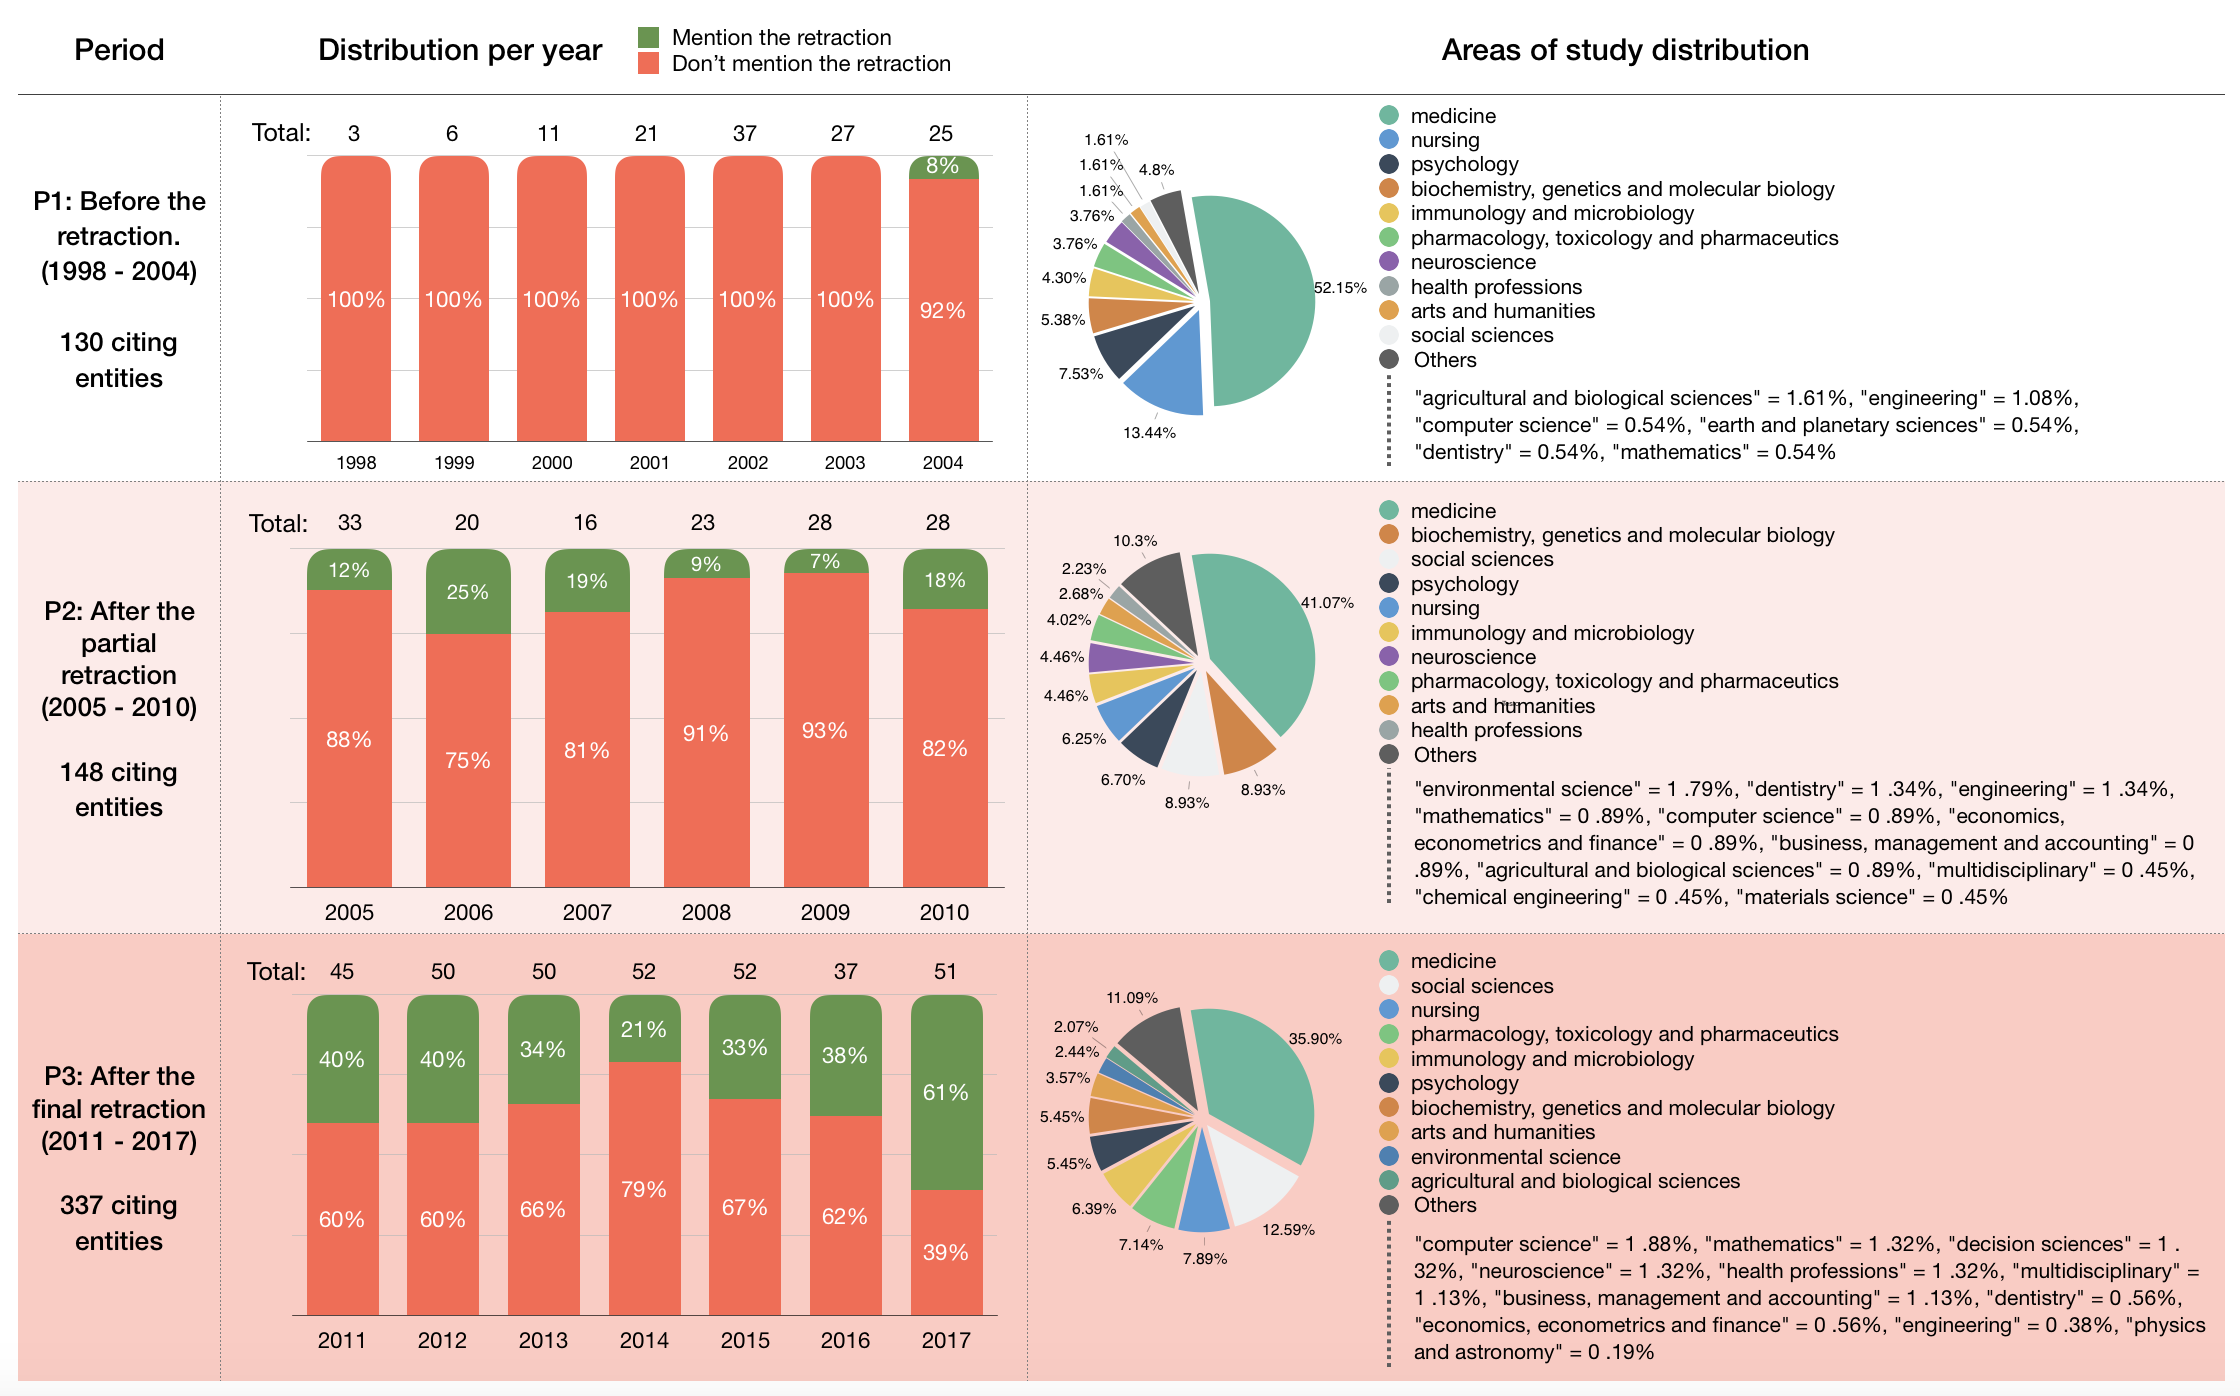 Period
Distribution per year
Mention the retraction
Don't mention the retraction
Areas of study distribution
P1: Before the
retraction.
(1998 - 2004)
130 citing
entities
Total: 3 6 11 21 37 27 25
8%
100% 100% 100% 100% 100% 100% 92%
1998 1999 2000 2001 2002 2003 2004
1.61%
1.61%
4.8%
1.61%
3.76%
3.76%
4.30%
5.38%
7.53%
13.44%
52.15%
medicine
nursing
psychology
biochemistry, genetics and molecular biology
immunology and microbiology
pharmacology, toxicology and pharmaceutics
neuroscience
health professions
arts and humanities
social sciences
Others
"agricultural and biological sciences" = 1.61%, "engineering" = 1.08%,
"computer science" = 0.54%, "earth and planetary sciences" = 0.54%,
"dentistry" = 0.54%, "mathematics" = 0.54%
P2: After the
partial
retraction
(2005 - 2010)
148 citing
entities
Total: 33 20 16 23 28 28
12% 25% 19% 9% 7% 18%
88% 75% 81% 91% 93% 82%
2005 2006 2007 2008 2009 2010
10.3%
2.23%
2.68%
4.02%
4.46%
4.46%
6.25%
6.70%
8.93%
8.93%
41.07%
medicine
biochemistry, genetics and molecular biology
social sciences
psychology
nursing
immunology and microbiology
neuroscience
pharmacology, toxicology and pharmaceutics
arts and humanities
health professions
Others
"environmental science" = 1 .79%, "dentistry" = 1 .34%, "engineering" = 1 .34%,
"mathematics" = 0 .89%, "computer science" = 0 .89%, "economics,
econometrics and finance" = 0 .89%, "business, management and accounting" = 0
.89%, "agricultural and biological sciences" = 0 .89%, "multidisciplinary" = 0 .45%,
"chemical engineering" = 0 .45%, "materials science" = 0 .45%
P3: After the
final retraction
(2011 - 2017)
337 citing
entities
Total: 45 50 50 52 52 37 51
40% 40% 34% 21% 33% 38% 61%
60% 60% 66% 79% 67% 62% 39%
2011 2012 2013 2014 2015 2016 2017
11.09%
2.07%
2.44%
3.57%
5.45%
5.45%
6.39%
7.14%
7.89%
12.59%
35.90%
medicine
social sciences
nursing
pharmacology, toxicology and pharmaceutics
immunology and microbiology
psychology
biochemistry, genetics and molecular biology
arts and humanities
environmental science
agricultural and biological sciences
Others
"computer science" = 1 .88%, "mathematics" = 1 .32%, "decision sciences" = 1 .
32%, "neuroscience" = 1 .32%, "health professions" = 1 .32%, "multidisciplinary" =
1 .13%, "business, management and accounting" = 1 .13%, "dentistry" = 0 .56%,
"economics, econometrics and finance" = 0 .56%, "engineering" = 0 .38%, "physics
and astronomy" = 0 .19%